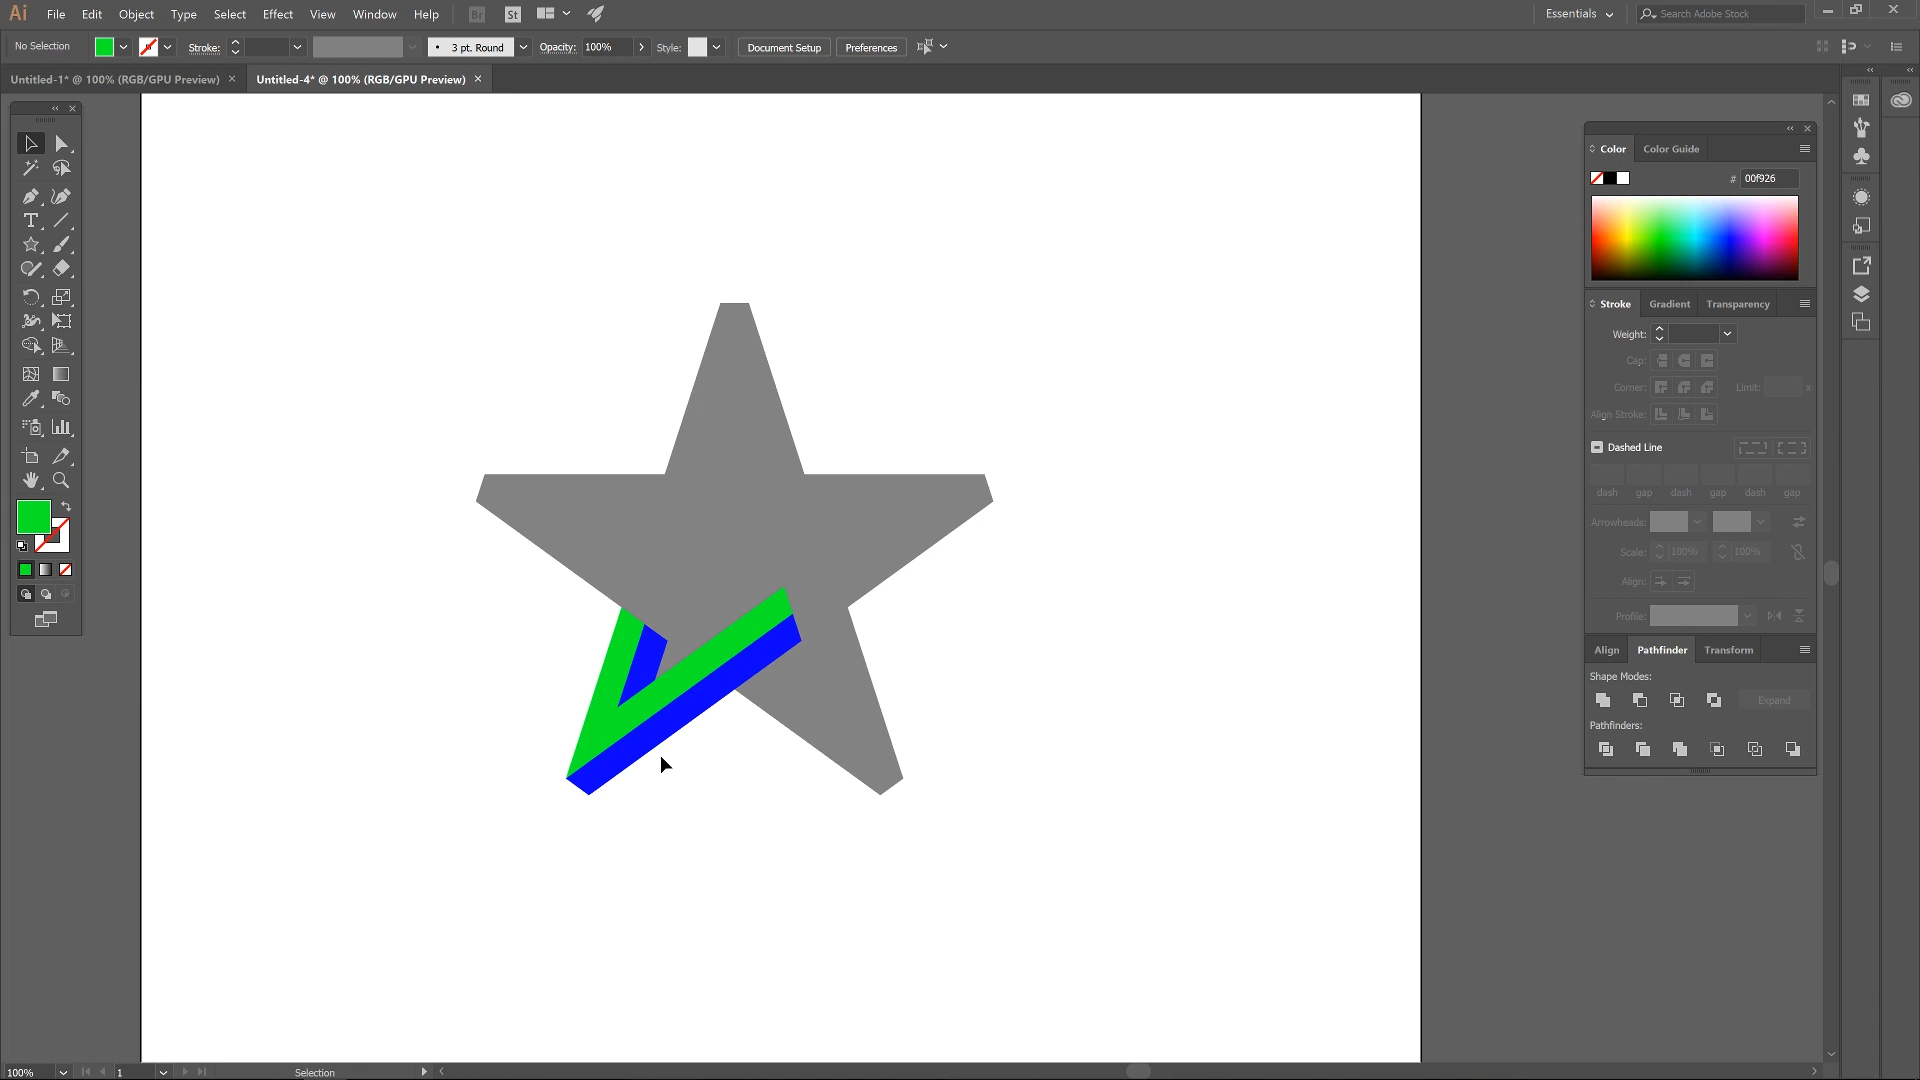 Ai File Edit Object Type Select Effect View Window Help Br St Essentials Search Adobe Stock
No Selection Stroke: 3 pt. Round Opacity: 100% Style: Document Setup Preferences
Untitled-1* @ 100% (RGB/GPU Preview) Untitled-4* @ 100% (RGB/GPU Preview)
Color Color Guide
# 00f926
Stroke Gradient Transparency
Weight:
Cap:
Corner: Limit: x
Align Stroke:
Dashed Line
dash gap dash gap dash gap
Arrowheads:
Scale: 100% 100%
Align:
Profile:
Align Pathfinder Transform
Shape Modes:
Expand
Pathfinders:
100% 1 Selection